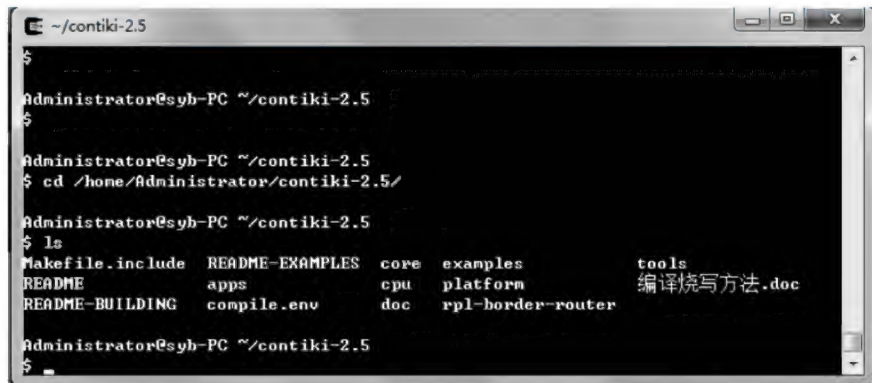 ~/contiki-2.5
$
Administrator@syb-PC ~/contiki-2.5
$
Administrator@syb-PC ~/contiki-2.5
$ cd /home/Administrator/contiki-2.5/
Administrator@syb-PC ~/contiki-2.5
$ ls
Makefile.include README-EXAMPLES core examples tools
README apps cpu platform 编译烧写方法.doc
README-BUILDING compile.env doc rpl-border-router
Administrator@syb-PC ~/contiki-2.5
$